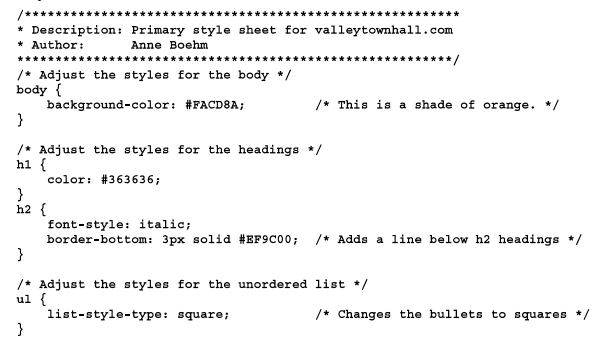 /*********************************************************
* Description: Primary style sheet for valleytownhall.com
* Author:      Anne Boehm
*********************************************************/
/* Adjust the styles for the body */
body {
    background-color: #FACD8A;         /* This is a shade of orange. */
}

/* Adjust the styles for the headings */
h1 {
    color: #363636;
}
h2 {
    font-style: italic;
    border-bottom: 3px solid #EF9C00;  /* Adds a line below h2 headings */
}

/* Adjust the styles for the unordered list */
ul {
    list-style-type: square;           /* Changes the bullets to squares */
}